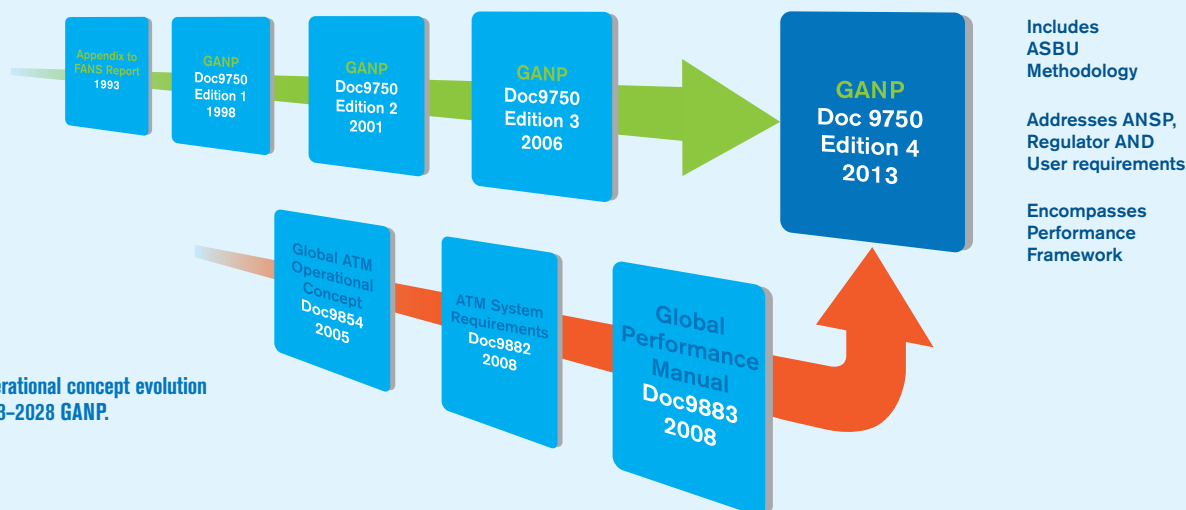 Appendix to
FANS Report
1993
GANP
Doc9750
Edition 1
1998
GANP
Doc9750
Edition 2
2001
GANP
Doc9750
Edition 3
2006
GANP
Doc 9750
Edition 4
2013
Includes
ASBU
Methodology
Addresses ANSP,
Regulator AND
User requirements
Encompasses
Performance
Framework
Global ATM
Operational
Concept
Doc9854
2005
ATM System
Requirements
Doc9882
2008
Global
Performance
Manual
Doc9883
2008
erational concept evolution
–2028 GANP.